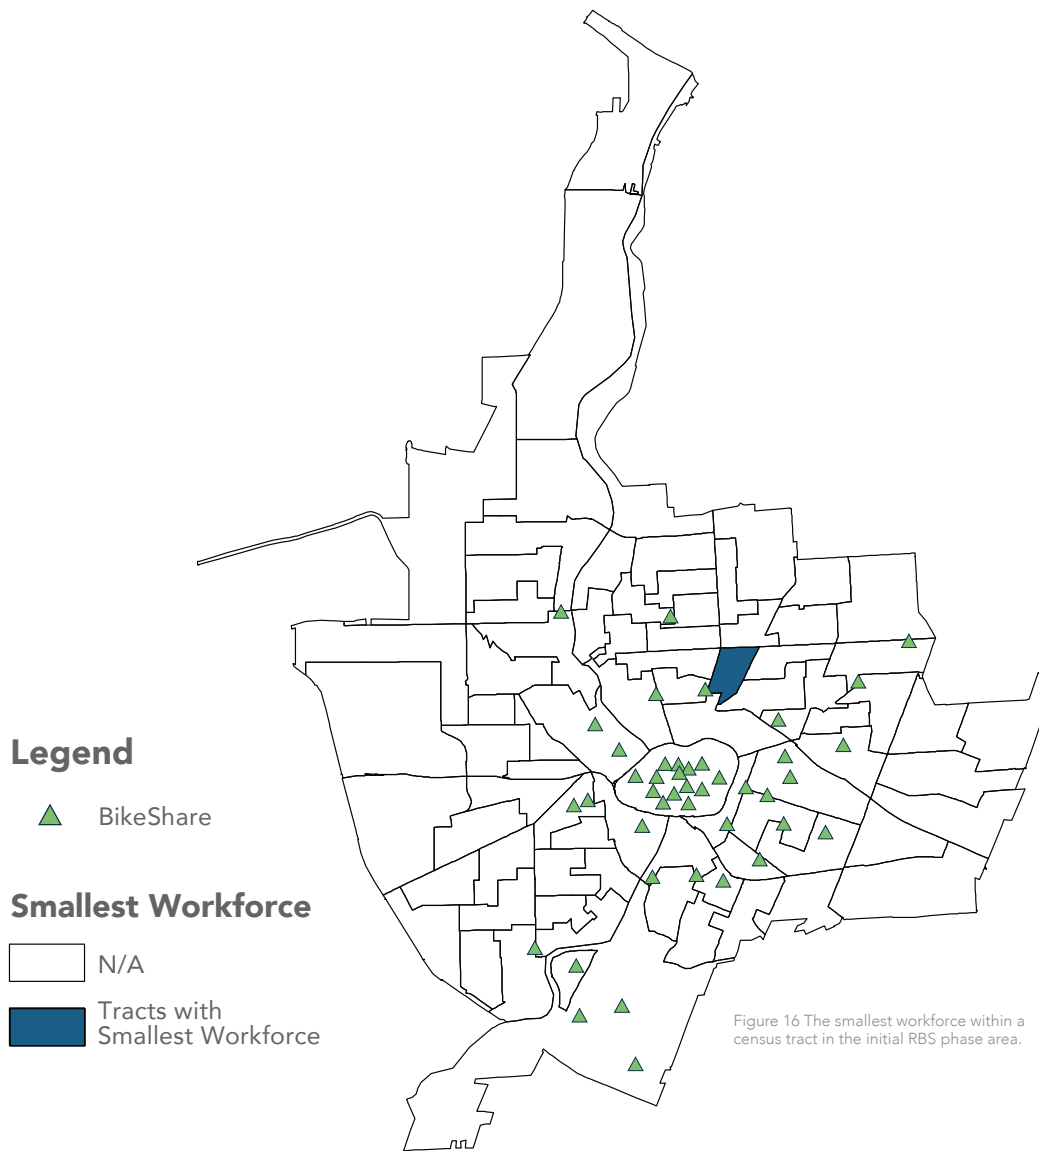 Legend
BikeShare
Smallest Workforce
N/A
Tracts with
Smallest Workforce
Figure 16 The smallest workforce within a
census tract in the initial RBS phase area.